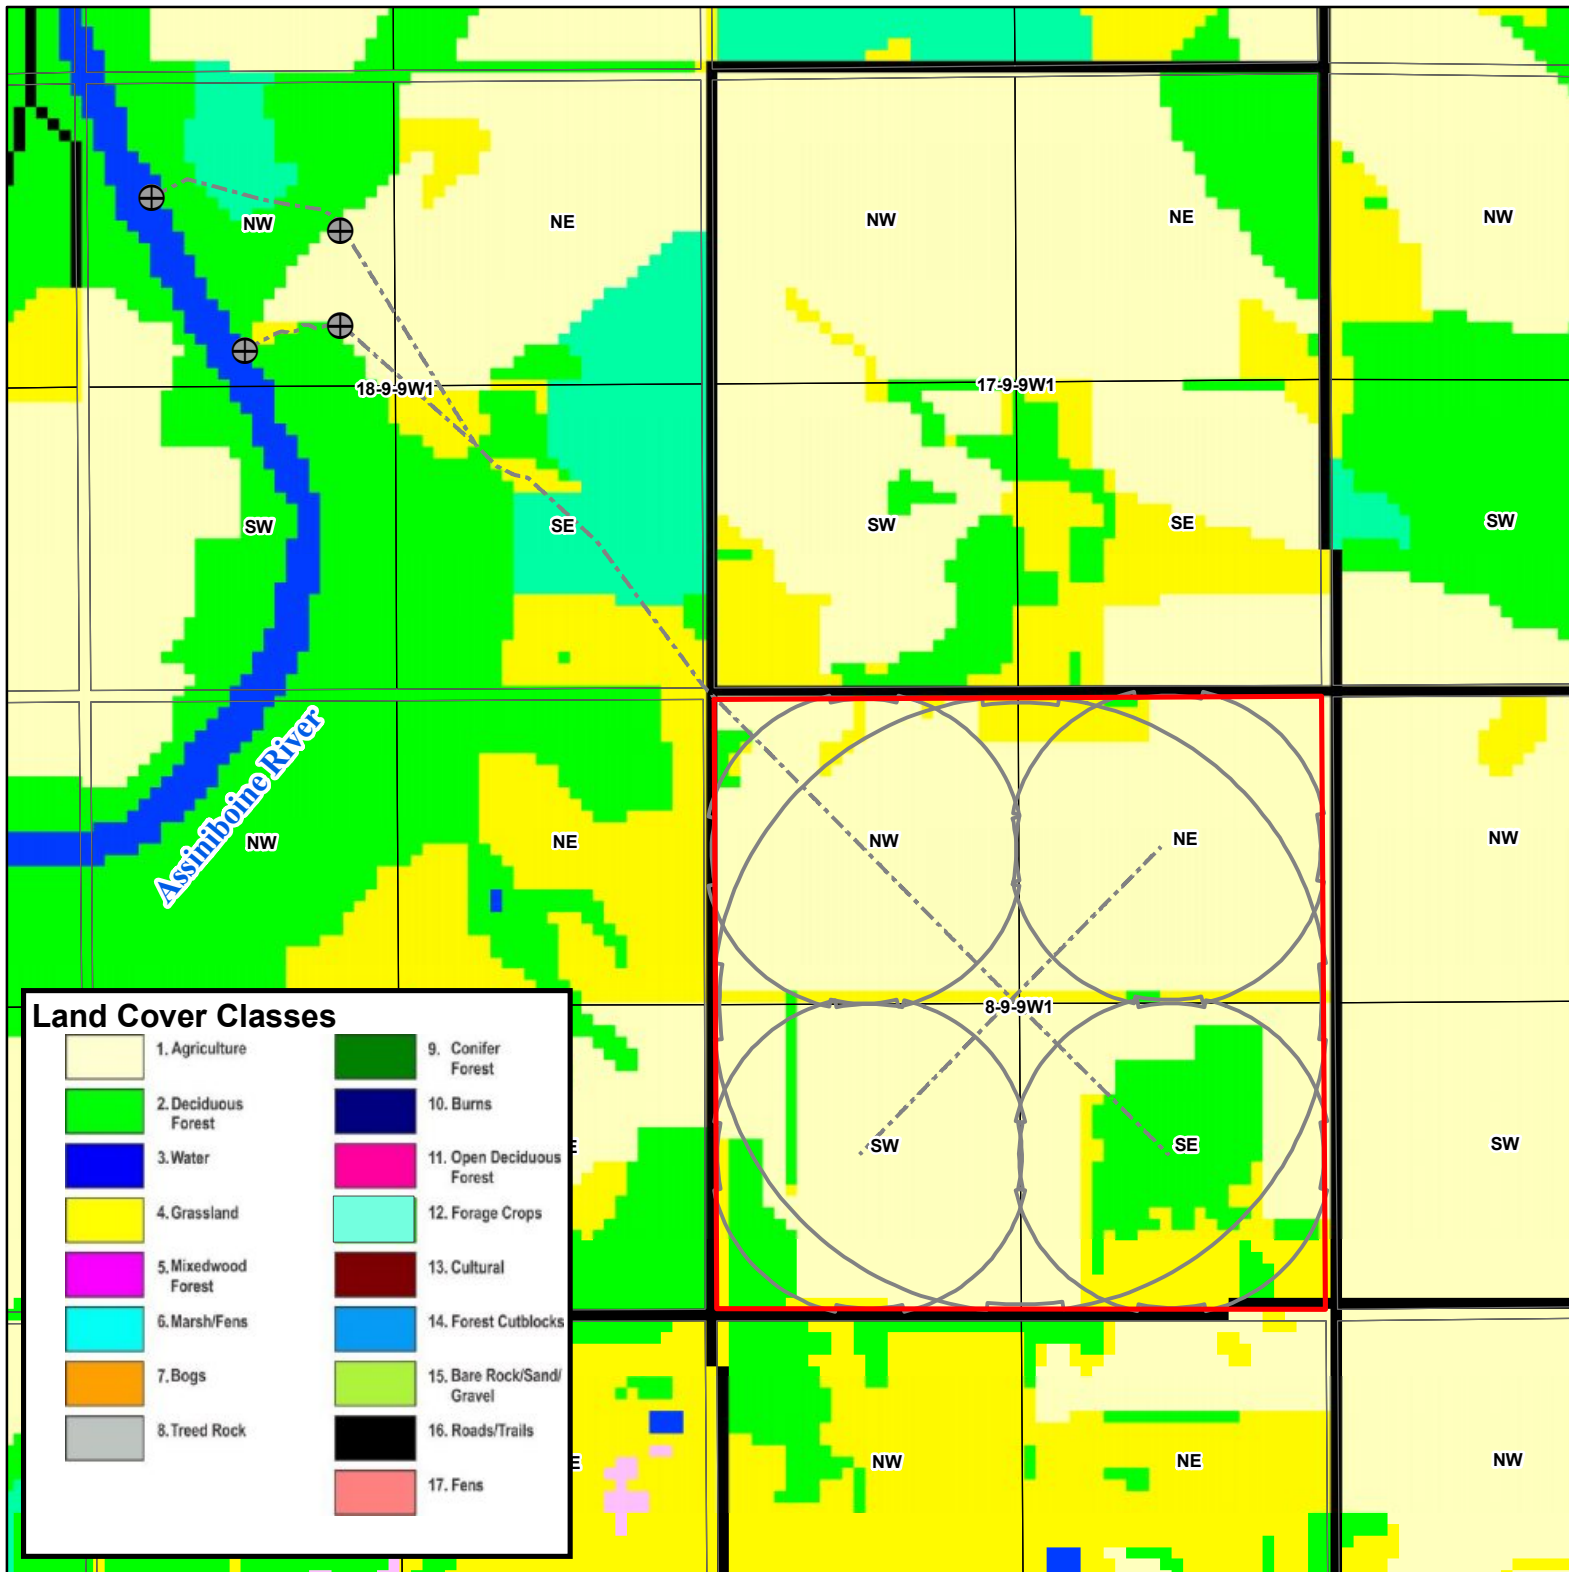 NW
NE
NW
NE
NW
18-9-9W1
17-9-9W1
SW
SE
SW
SE
SW
Assiniboine River
NW
NE
NW
NE
NW
8-9-9W1
SW
SE
SW
E
NW
NE
NW
E
Land Cover Classes
1. Agriculture
2. Deciduous
Forest
3. Water
4. Grassland
5. Mixedwood
Forest
6. Marsh/Fens
7. Bogs
8. Treed Rock
9. Conifer
Forest
10. Burns
11. Open Deciduous
Forest
12. Forage Crops
13. Cultural
14. Forest Cutblocks
15. Bare Rock/Sand/
Gravel
16. Roads/Trails
17. Fens